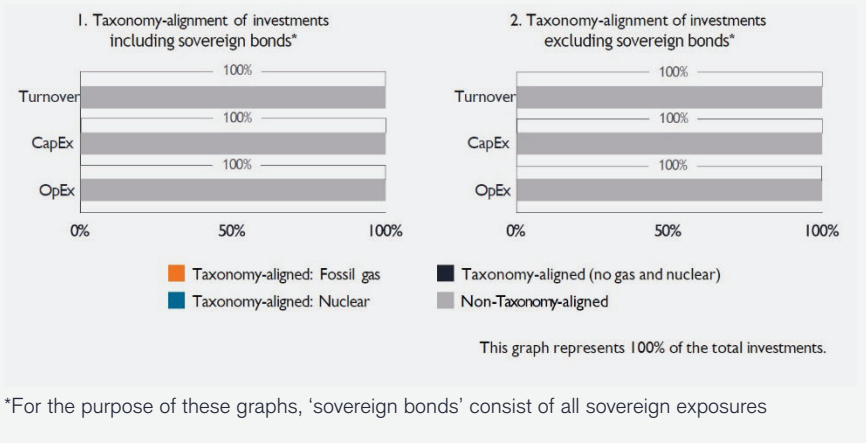 1. Taxonomy-alignment of investments
including sovereign bonds*
100%
Turnover
100%
CapEx
100%
OpEx
0% 50% 100%
2. Taxonomy-alignment of investments
excluding sovereign bonds*
100%
Turnover
100%
CapEx
100%
OpEx
0% 50% 100%
Taxonomy-aligned: Fossil gas
Taxonomy-aligned: Nuclear
Taxonomy-aligned (no gas and nuclear)
Non-Taxonomy-aligned
This graph represents 100% of the total investments.
*For the purpose of these graphs, ‘sovereign bonds’ consist of all sovereign exposures